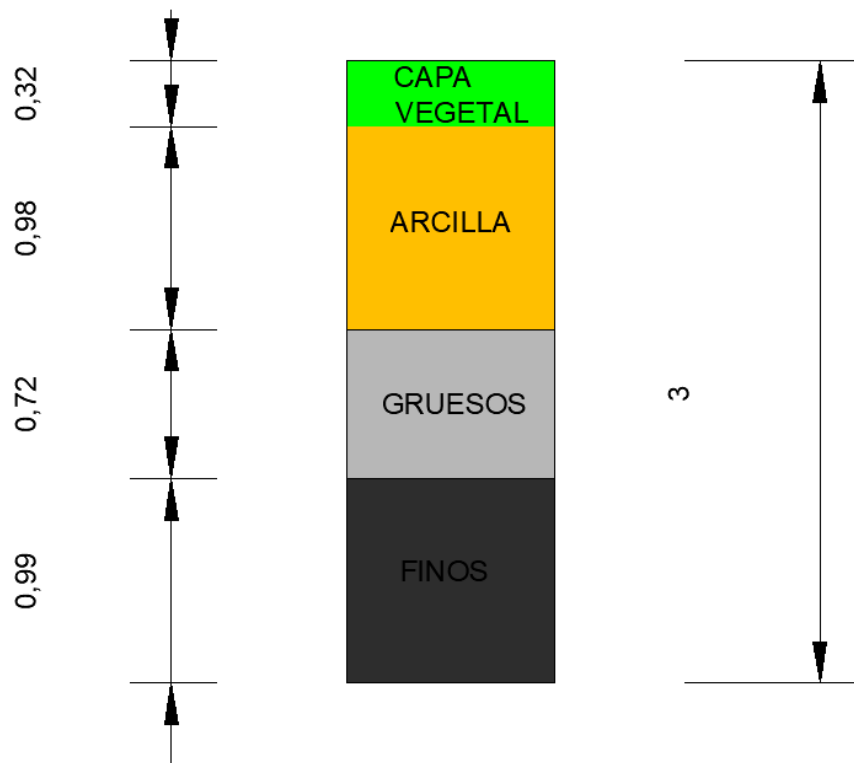 0,32
CAPA
VEGETAL
0,98
ARCILLA
0,72
GRUESOS
3
0,99
FINOS